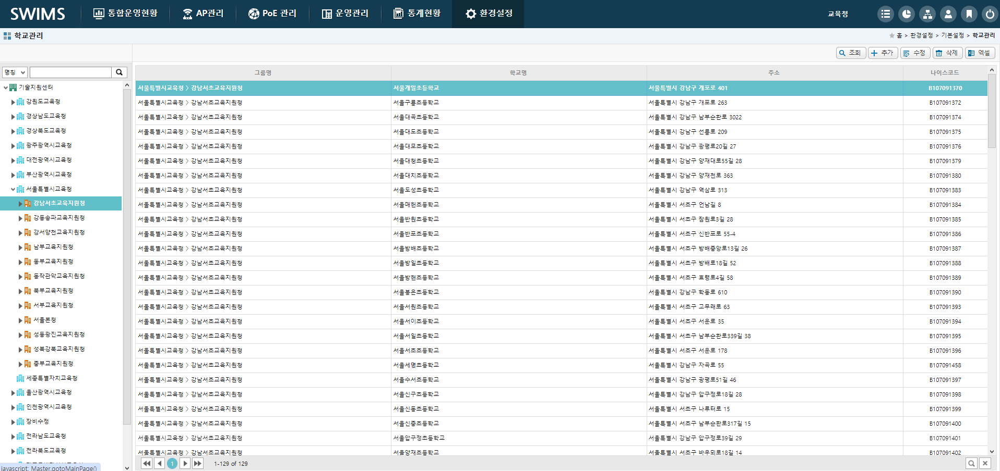 SWIMS 통합운영현황 AP관리 PoE 관리 운영관리 통계현황 환경설정 교육청
학교관리 홈 > 환경설정 > 기본설정 > 학교관리
조회 추가 수정 삭제 엑셀
명칭
기술지원센터
강원도교육청
경상남도교육청
경상북도교육청
광주광역시교육청
대전광역시교육청
부산광역시교육청
서울특별시교육청
강남서초교육지원청
강동송파교육지원청
강서양천교육지원청
남부교육지원청
동부교육지원청
동작관악교육지원청
북부교육지원청
서부교육지원청
서울본청
성동광진교육지원청
성북강북교육지원청
중부교육지원청
세종특별자치교육청
울산광역시교육청
인천광역시교육청
장비수정
전라남도교육청
전라북도교육청
javascript: Master.gotoMainPage()
그룹명 학교명 주소 나이스코드
서울특별시교육청 > 강남서초교육지원청 서울개일초등학교 서울특별시 강남구 개포로 401 B107091370
서울특별시교육청 > 강남서초교육지원청 서울구룡초등학교 서울특별시 강남구 개포로 263 B107091372
서울특별시교육청 > 강남서초교육지원청 서울대곡초등학교 서울특별시 강남구 남부순환로 3022 B107091374
서울특별시교육청 > 강남서초교육지원청 서울대도초등학교 서울특별시 강남구 선릉로 209 B107091375
서울특별시교육청 > 강남서초교육지원청 서울대모초등학교 서울특별시 강남구 광평로20길 27 B107091376
서울특별시교육청 > 강남서초교육지원청 서울대청초등학교 서울특별시 강남구 양재대로55길 28 B107091379
서울특별시교육청 > 강남서초교육지원청 서울대치초등학교 서울특별시 강남구 양재천로 363 B107091380
서울특별시교육청 > 강남서초교육지원청 서울도성초등학교 서울특별시 강남구 역삼로 313 B107091383
서울특별시교육청 > 강남서초교육지원청 서울매헌초등학교 서울특별시 서초구 언남길 8 B107091384
서울특별시교육청 > 강남서초교육지원청 서울반원초등학교 서울특별시 서초구 잠원로3길 28 B107091385
서울특별시교육청 > 강남서초교육지원청 서울반포초등학교 서울특별시 서초구 신반포로 55-4 B107091386
서울특별시교육청 > 강남서초교육지원청 서울방배초등학교 서울특별시 서초구 방배중앙로13길 26 B107091387
서울특별시교육청 > 강남서초교육지원청 서울방일초등학교 서울특별시 서초구 방배로18길 52 B107091388
서울특별시교육청 > 강남서초교육지원청 서울방현초등학교 서울특별시 서초구 효령로4길 58 B107091389
서울특별시교육청 > 강남서초교육지원청 서울봉은초등학교 서울특별시 강남구 학동로 610 B107091390
서울특별시교육청 > 강남서초교육지원청 서울서원초등학교 서울특별시 서초구 고무래로 63 B107091393
서울특별시교육청 > 강남서초교육지원청 서울서이초등학교 서울특별시 서초구 서운로 35 B107091394
서울특별시교육청 > 강남서초교육지원청 서울서일초등학교 서울특별시 서초구 남부순환로339길 38 B107091395
서울특별시교육청 > 강남서초교육지원청 서울서초초등학교 서울특별시 서초구 서운로 178 B107091396
서울특별시교육청 > 강남서초교육지원청 서울세명초등학교 서울특별시 강남구 자곡로 55 B107091458
서울특별시교육청 > 강남서초교육지원청 서울수서초등학교 서울특별시 강남구 광평로51길 46 B107091397
서울특별시교육청 > 강남서초교육지원청 서울신구초등학교 서울특별시 강남구 압구정로18길 28 B107091398
서울특별시교육청 > 강남서초교육지원청 서울신동초등학교 서울특별시 서초구 나루터로 15 B107091399
서울특별시교육청 > 강남서초교육지원청 서울신중초등학교 서울특별시 서초구 남부순환로317길 15 B107091400
서울특별시교육청 > 강남서초교육지원청 서울압구정초등학교 서울특별시 강남구 압구정로39길 29 B107091401
서울특별시교육청 > 강남서초교육지원청 서울양재초등학교 서울특별시 서초구 바우뫼로18길 14 B107091402
1 1-129 of 129